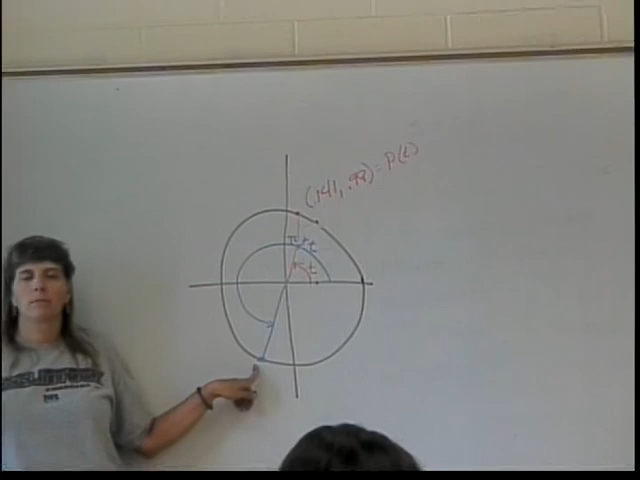 (.141, .99) = P(t)
π+t
t